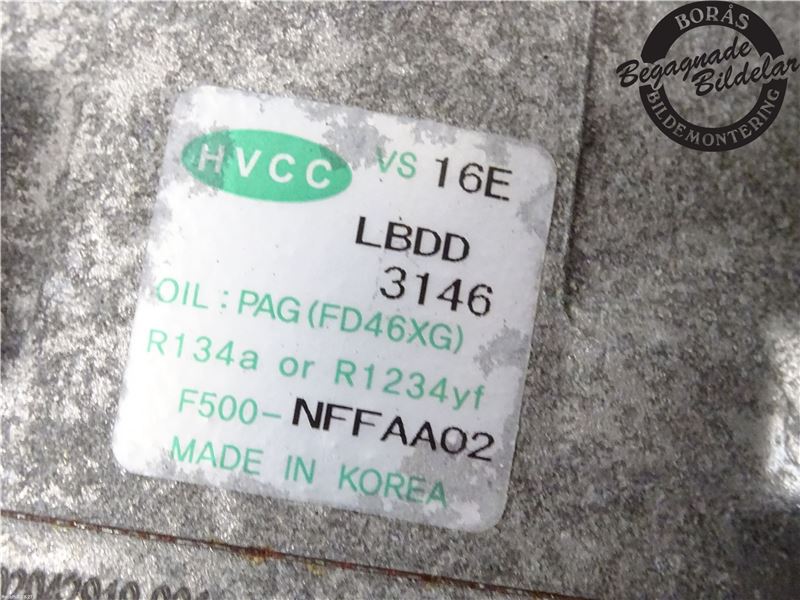 BORÅS
Begagnade
Bildelar
BILDEMONTERING
HVCC VS 16E
LBDD
3146
OIL : PAG(FD46XG)
R134a or R1234yf
F500-NFFAA02
MADE IN KOREA